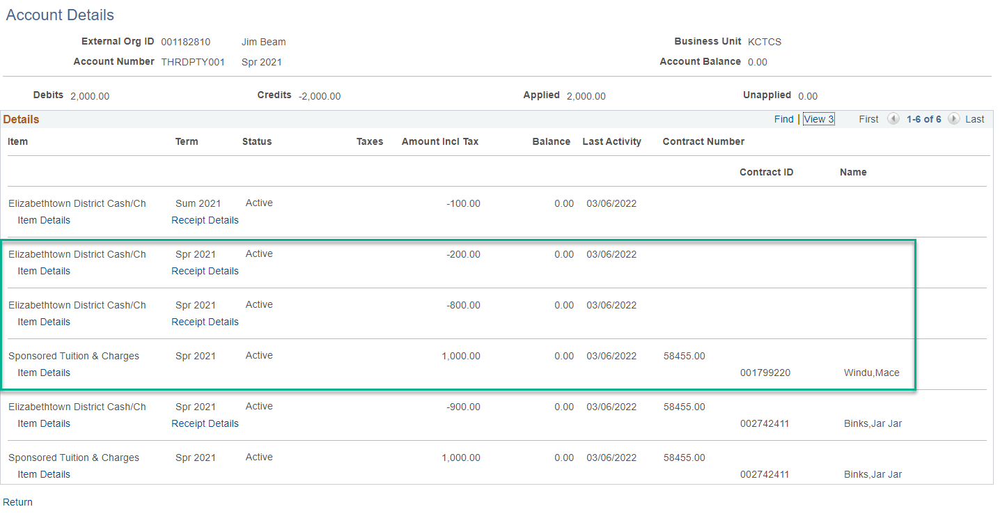 Account Details
External Org ID 001182810 Jim Beam Business Unit KCTCS
Account Number THRDPTY001 Spr 2021 Account Balance 0.00
Debits 2,000.00 Credits -2,000.00 Applied 2,000.00 Unapplied 0.00
Details Find | View 3 First 1-6 of 6 Last
Item Term Status Taxes Amount Incl Tax Balance Last Activity Contract Number
Contract ID Name
Elizabethtown District Cash/Ch Sum 2021 Active -100.00 0.00 03/06/2022
Item Details Receipt Details
Elizabethtown District Cash/Ch Spr 2021 Active -200.00 0.00 03/06/2022
Item Details Receipt Details
Elizabethtown District Cash/Ch Spr 2021 Active -800.00 0.00 03/06/2022
Item Details Receipt Details
Sponsored Tuition & Charges Spr 2021 Active 1,000.00 0.00 03/06/2022 58455.00
Item Details 001799220 Windu,Mace
Elizabethtown District Cash/Ch Spr 2021 Active -900.00 0.00 03/06/2022 58455.00
Item Details Receipt Details 002742411 Binks,Jar Jar
Sponsored Tuition & Charges Spr 2021 Active 1,000.00 0.00 03/06/2022 58455.00
Item Details 002742411 Binks,Jar Jar
Return